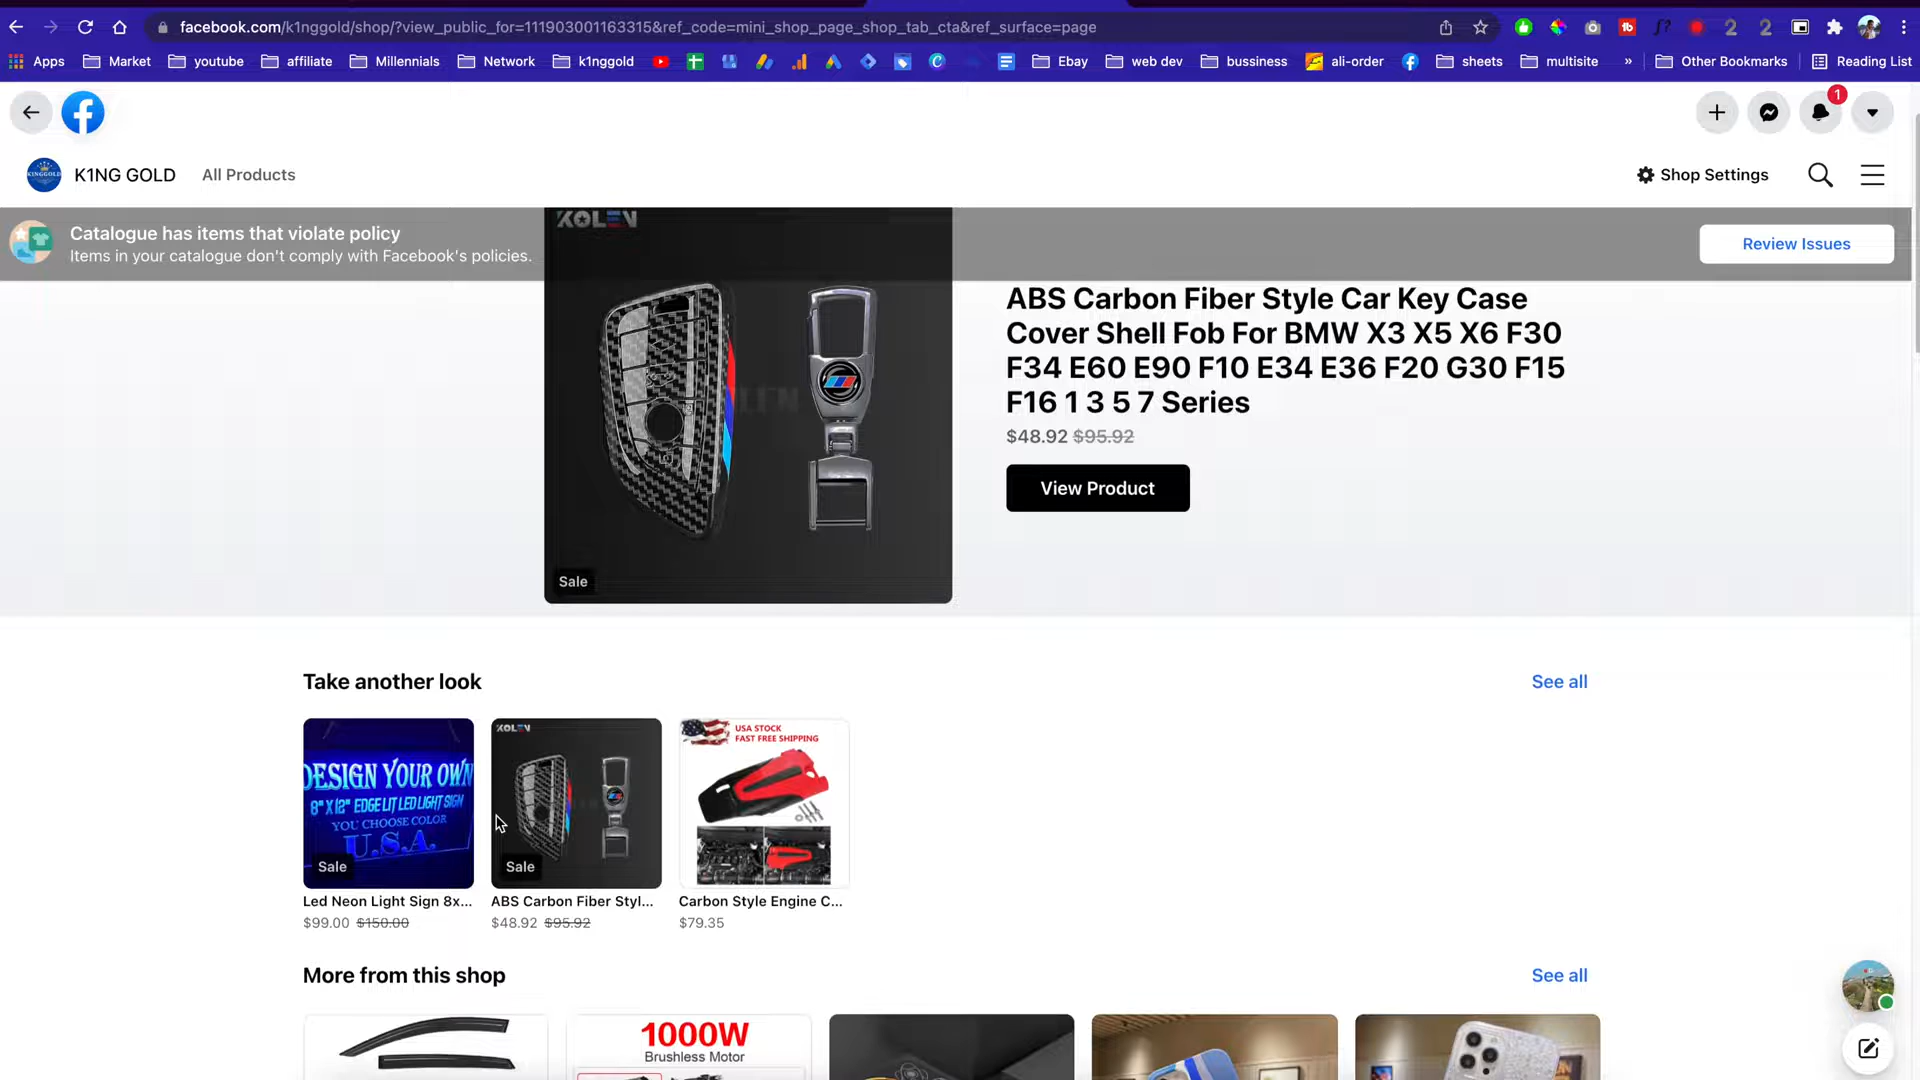 facebook.com/k1nggold/shop/?view_public_for=111903001163315&ref_code=mini_shop_page_shop_tab_cta&ref_surface=page
Apps Market youtube affiliate Millennials Network k1nggold Ebay web dev bussiness ali-order sheets multisite » Other Bookmarks Reading List
1
K1NG GOLD All Products Shop Settings
KINGGOLD
Catalogue has items that violate policy
Items in your catalogue don't comply with Facebook's policies.
Review Issues
KOLEN
ABS Carbon Fiber Style Car Key Case
Cover Shell Fob For BMW X3 X5 X6 F30
F34 E60 E90 F10 E34 E36 F20 G30 F15
F16 1 3 5 7 Series
$48.92 $95.92
View Product
Sale
Take another look
See all
DESIGN YOUR OWN
8" X 12" EDGE LIT LED LIGHT SIGN
YOU CHOOSE COLOR
U.S.A.
Sale
KOLEN
Sale
USA STOCK
FAST FREE SHIPPING
Led Neon Light Sign 8x...
$99.00 $150.00
ABS Carbon Fiber Styl...
$48.92 $95.92
Carbon Style Engine C...
$79.35
More from this shop
See all
1000W
Brushless Motor